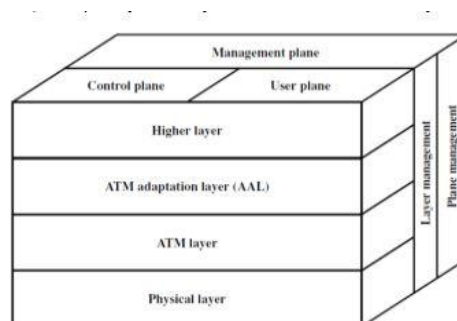 Management plane
Control plane
User plane
Higher layer
ATM adaptation layer (AAL)
ATM layer
Physical layer
Layer management
Plane management